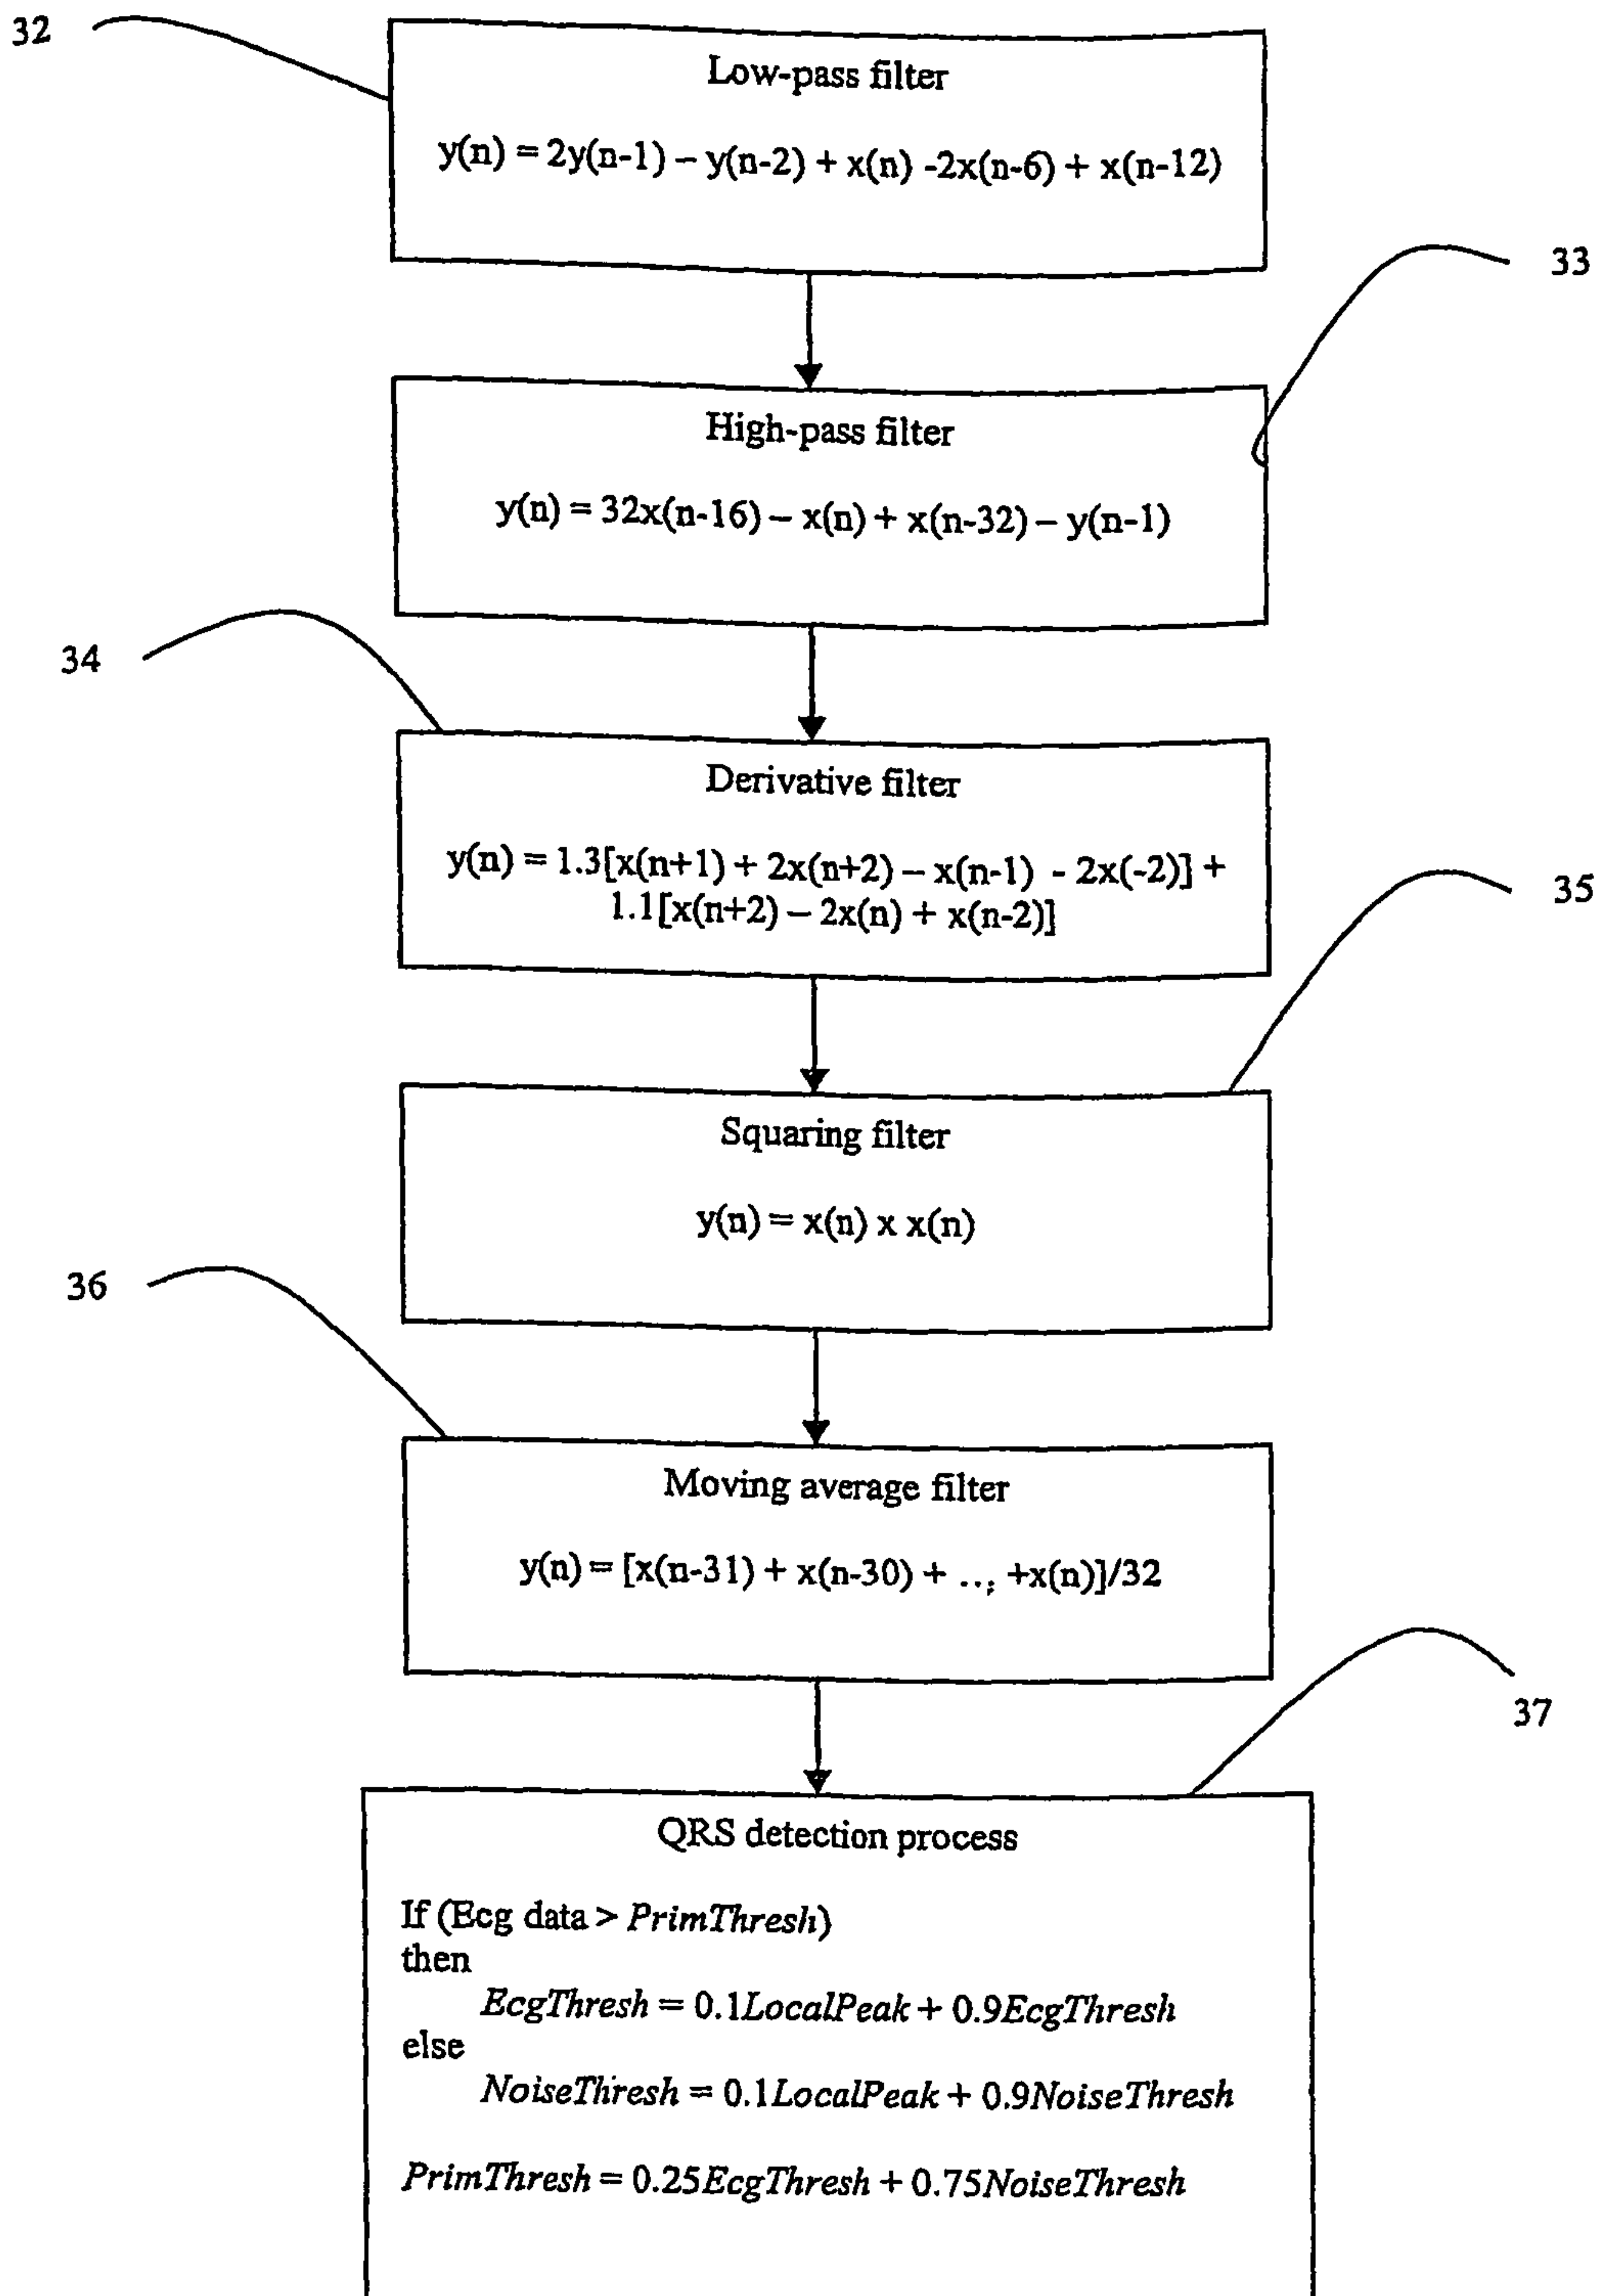 32
Low-pass filter
y(n) = 2y(n-1) – y(n-2) + x(n) -2x(n-6) + x(n-12)
33
High-pass filter
y(n) = 32x(n-16) – x(n) + x(n-32) – y(n-1)
34
Derivative filter
y(n) = 1.3[x(n+1) + 2x(n+2) – x(n-1) - 2x(-2)] +
1.1[x(n+2) – 2x(n) + x(n-2)]
35
Squaring filter
y(n) = x(n) x x(n)
36
Moving average filter
y(n) = [x(n-31) + x(n-30) + ..; +x(n)]/32
37
QRS detection process
If (Ecg data > PrimThresh)
then
EcgThresh = 0.1LocalPeak + 0.9EcgThresh
else
NoiseThresh = 0.1LocalPeak + 0.9NoiseThresh
PrimThresh = 0.25EcgThresh + 0.75NoiseThresh